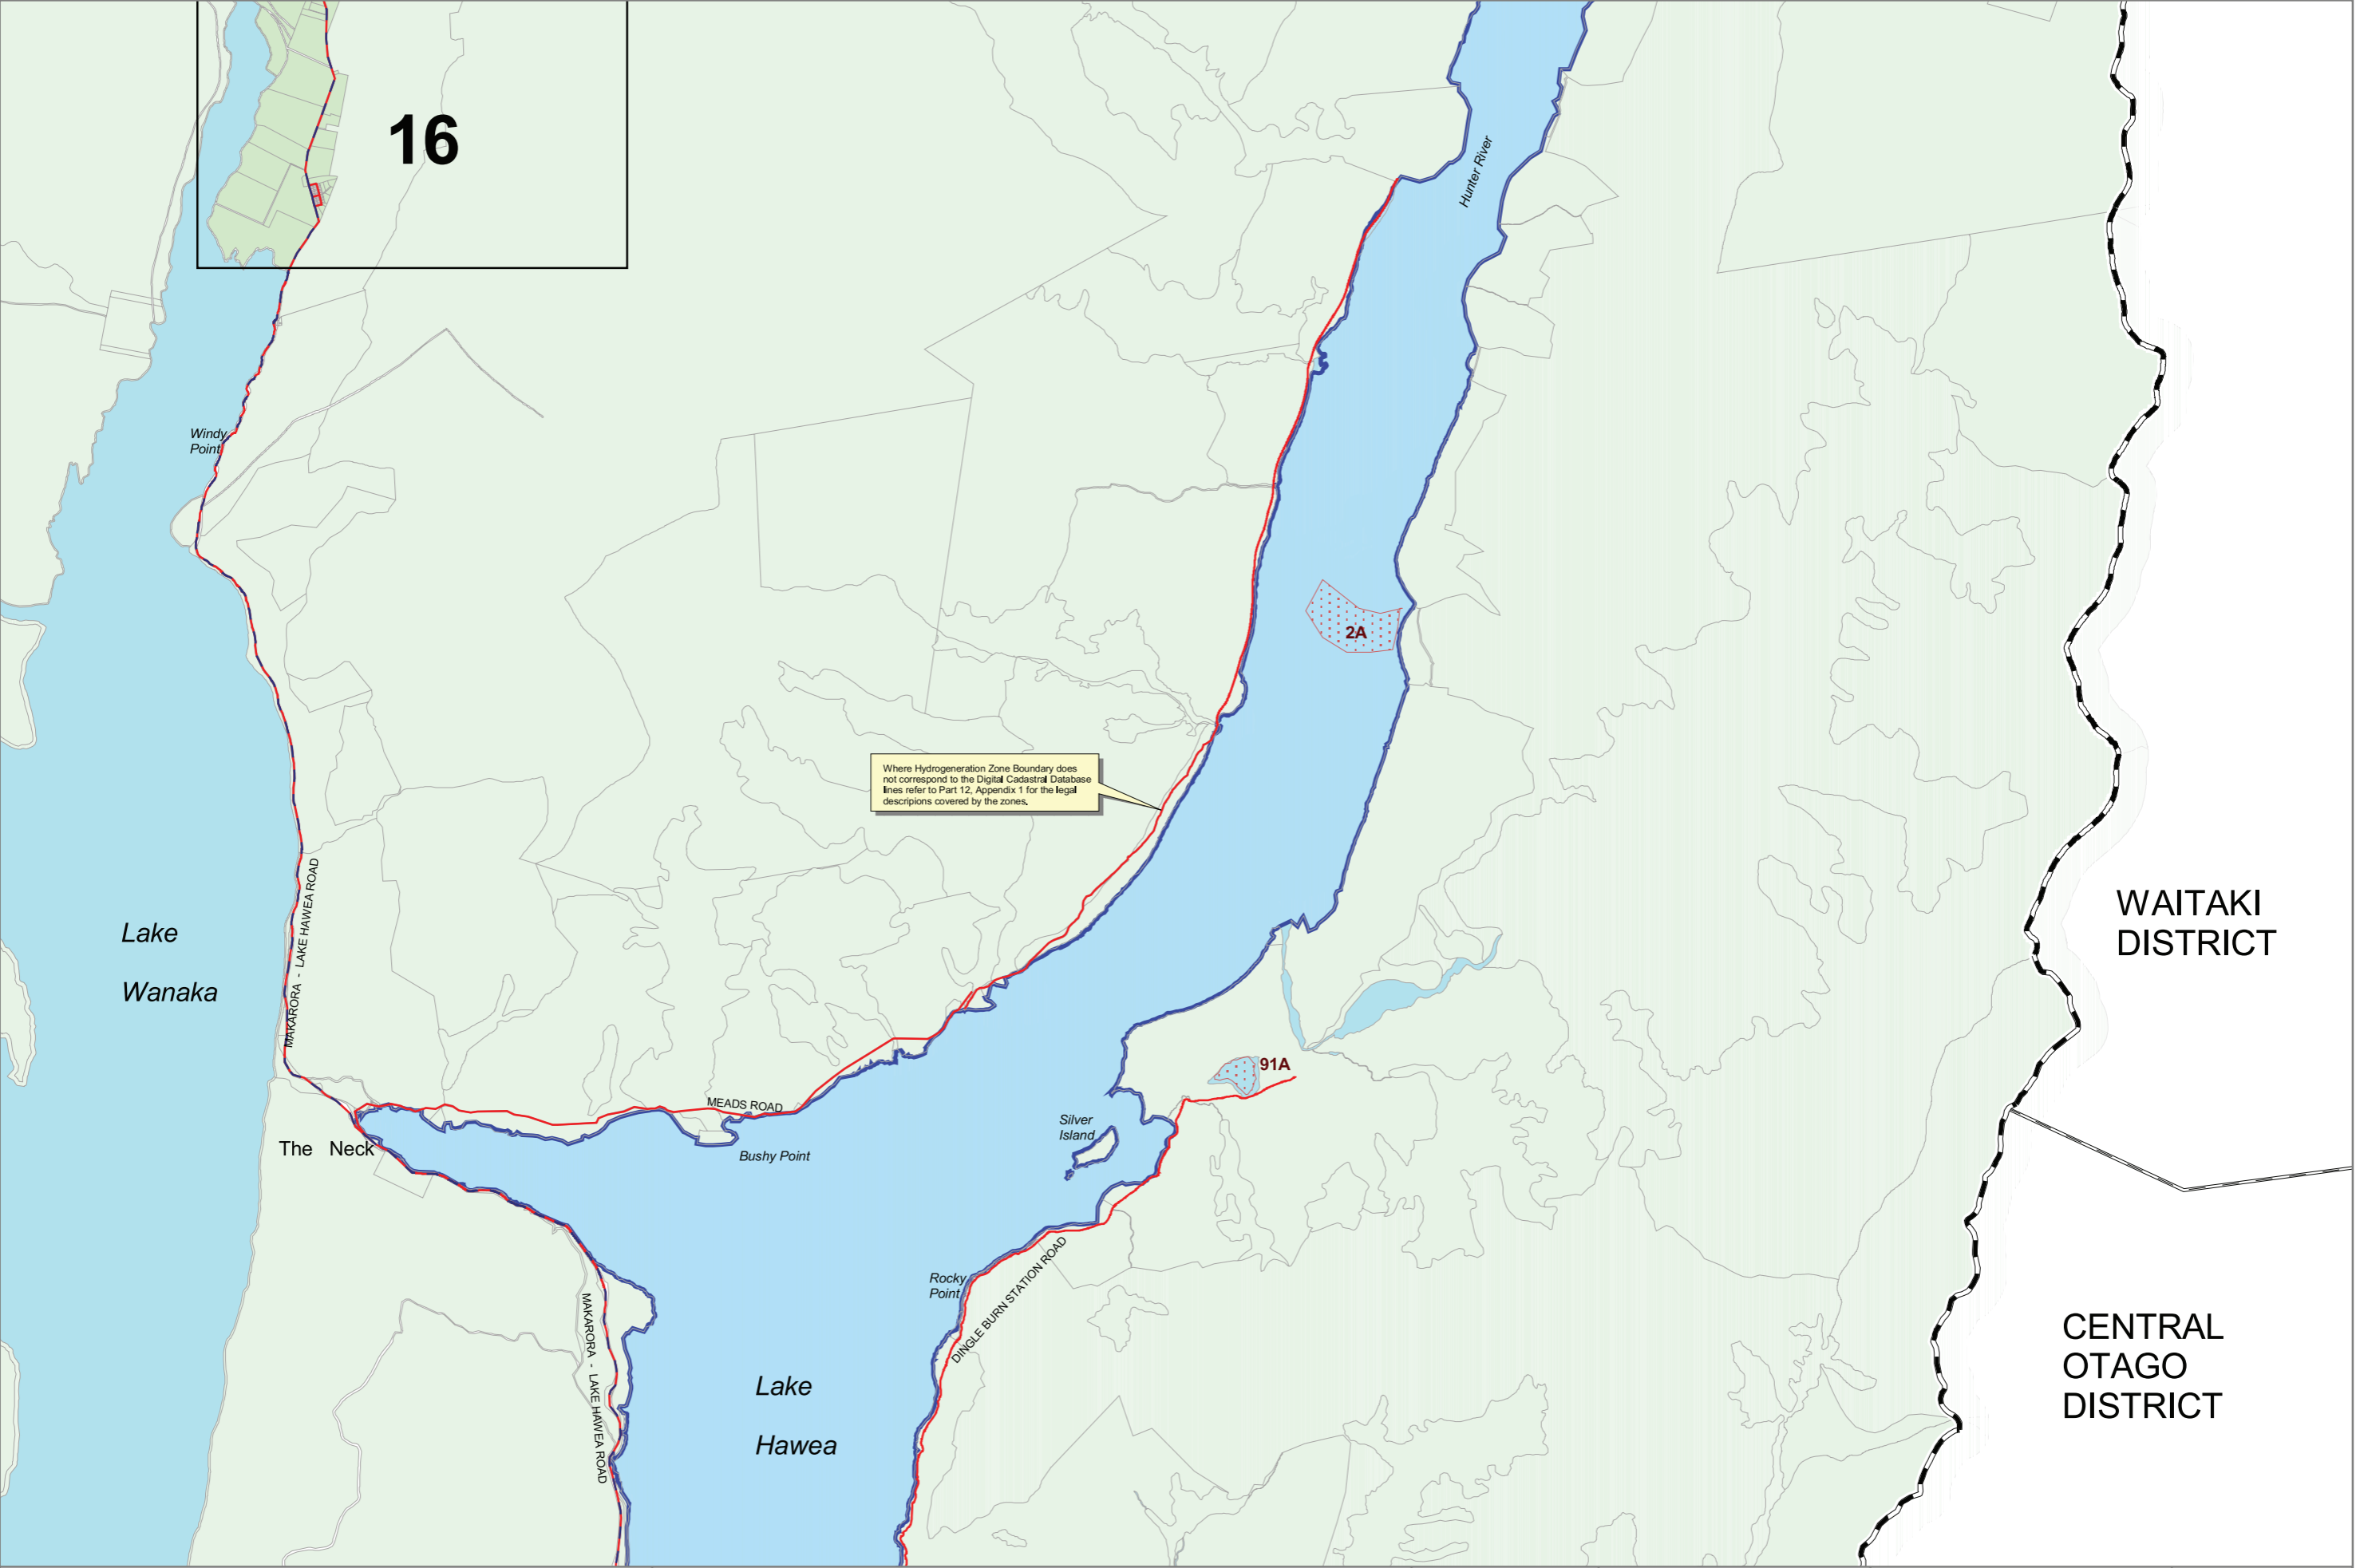 16
Hunter River
Windy
Point
2A
Where Hydrogeneration Zone Boundary does
not correspond to the Digital Cadastral Database
lines refer to Part 12, Appendix 1 for the legal
descripions covered by the zones.
MAKARORA - LAKE HAWEA ROAD
Lake
Wanaka
WAITAKI
DISTRICT
91A
MEADS ROAD
Silver
Island
The Neck
Bushy Point
Rocky
Point
DINGLE BURN STATION ROAD
MAKARORA - LAKE HAWEA ROAD
Lake
Hawea
CENTRAL
OTAGO
DISTRICT